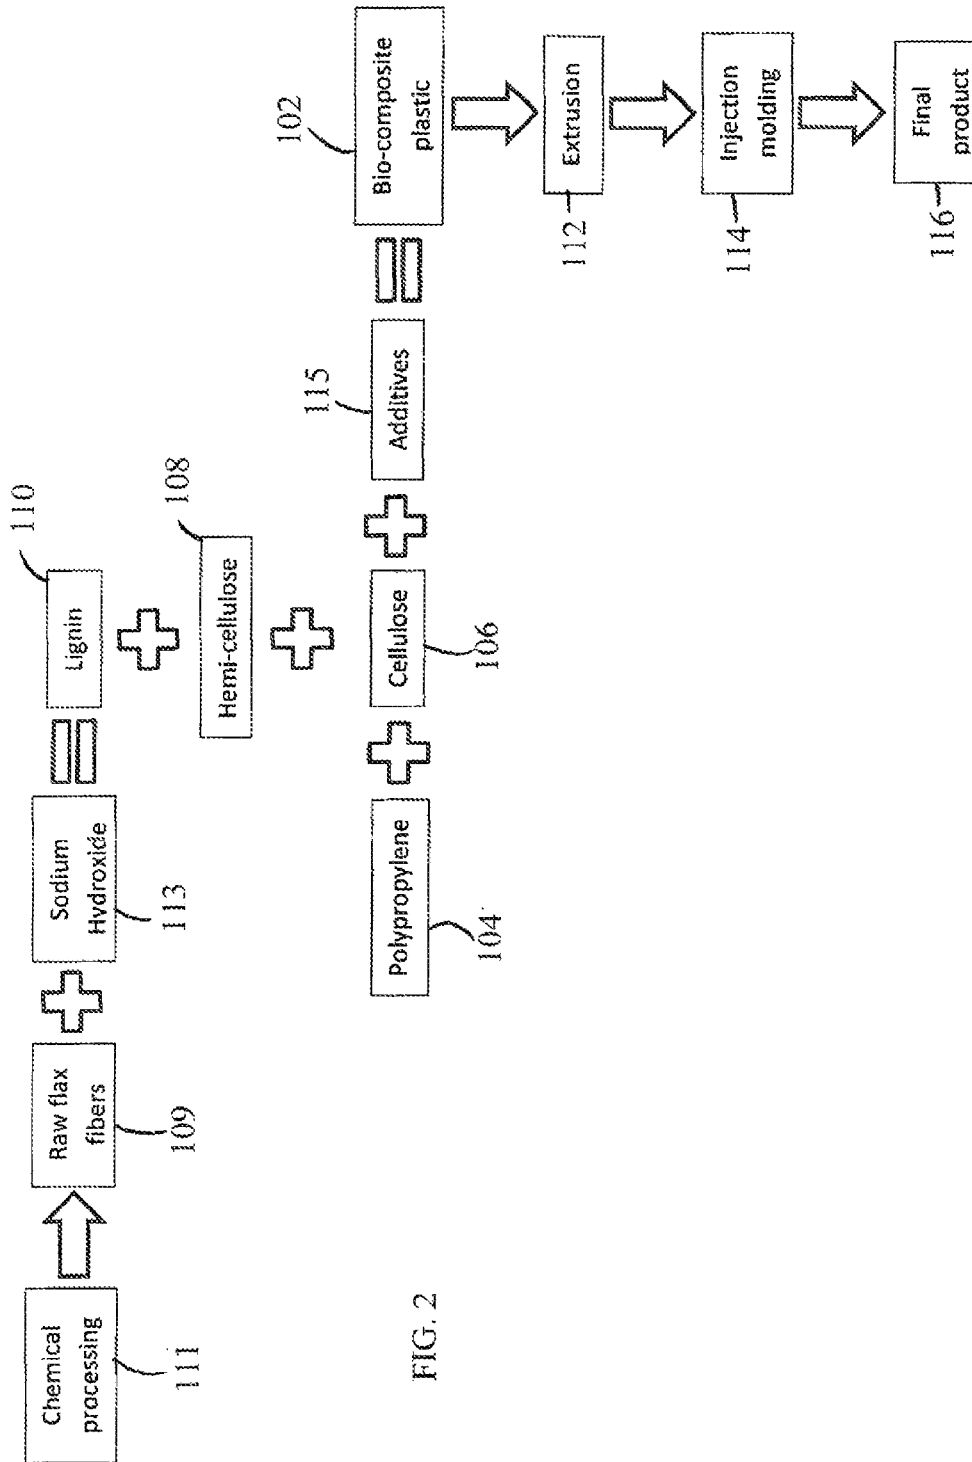 Chemical
processing
111
Raw flax
fibers
109
Sodium
Hydroxide
113
Lignin
110
Hemi-cellulose
108
Polypropylene
104
Cellulose
106
Additives
115
Bio-composite
plastic
102
Extrusion
112
Injection
molding
114
Final
product
116
FIG. 2